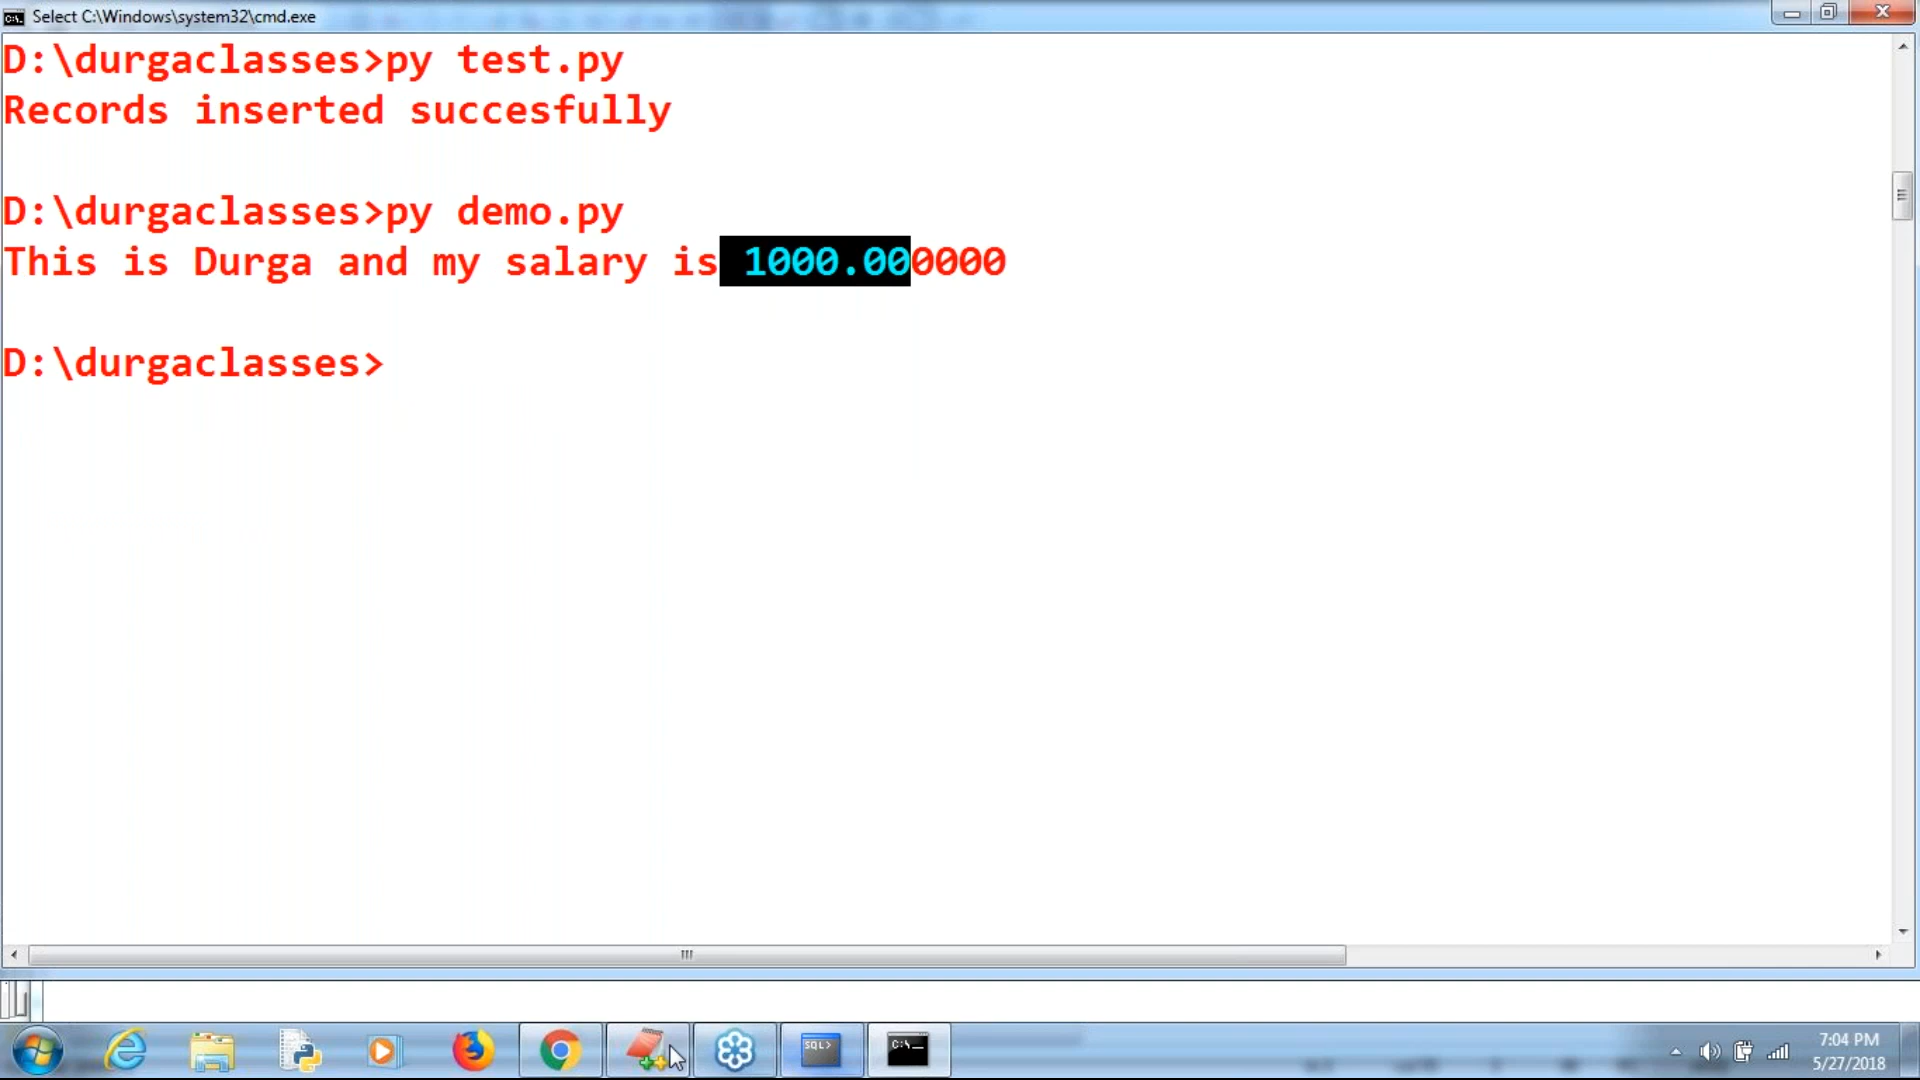 Select C:\Windows\system32\cmd.exe
D:\durgaclasses>py test.py
Records inserted succesfully
D:\durgaclasses>py demo.py
This is Durga and my salary is 1000.000000
D:\durgaclasses>
SQL>
C:\_
7:04 PM
5/27/2018